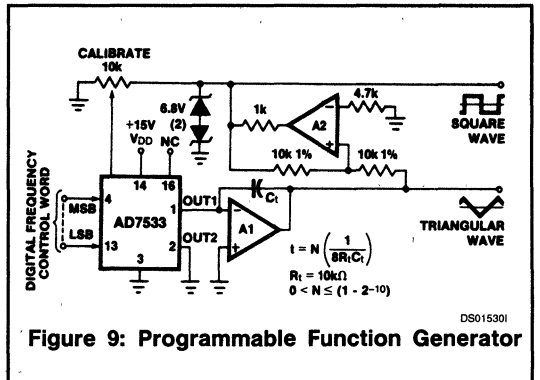 CALIBRATE
10k
6.8V
(2)
1k
A2
4.7k
SQUARE
WAVE
+15V
VDD
NC
10k 1%
10k 1%
DIGITAL FREQUENCY
CONTROL WORD
MSB
LSB
4
13
14
16
AD7533
1
2
3
OUT1
OUT2
Ct
A1
TRIANGULAR
WAVE
t = N (1/8RtCt)
Rt = 10kΩ
0 < N ≤ (1 - 2⁻¹⁰)
DS01530I
Figure 9: Programmable Function Generator